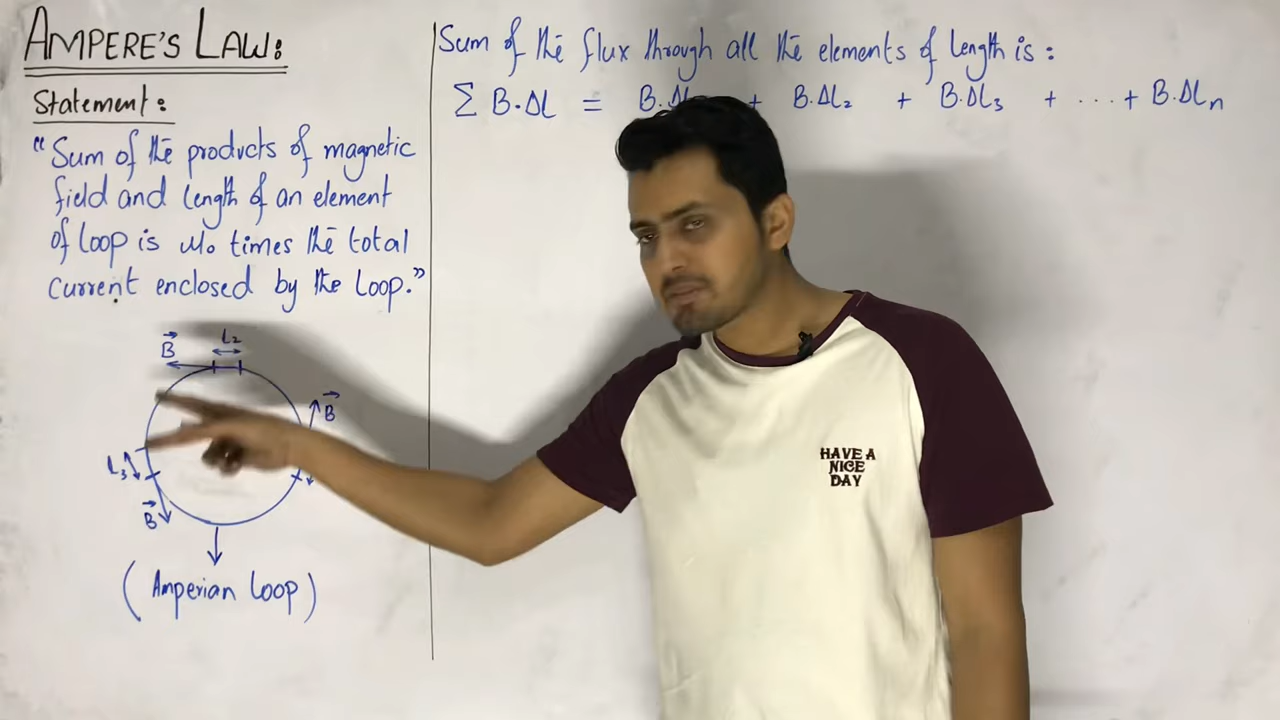 AMPERE'S LAW:
Statement:
"Sum of the products of magnetic
field and length of an element
of loop is μo times the total
current enclosed by the loop."
L2
B
B
L3
B
(Amperian loop)
Sum of the flux through all the elements of length is:
Σ B·ΔL = B.ΔL + B.ΔL2 + B.ΔL3 + ....+ B.ΔLn
HAVE A
NICE
DAY